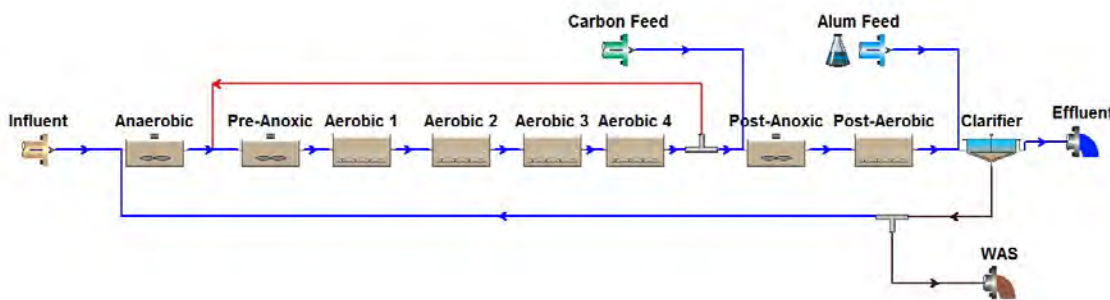 Carbon Feed
Alum Feed
Influent
Anaerobic
Pre-Anoxic
Aerobic 1
Aerobic 2
Aerobic 3
Aerobic 4
Post-Anoxic
Post-Aerobic
Clarifier
Effluent
WAS